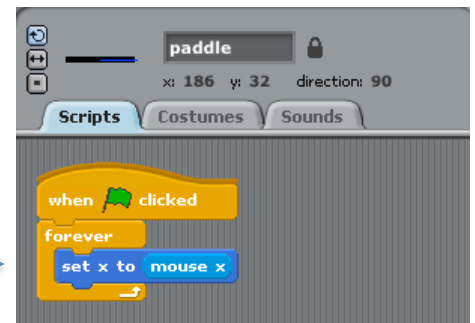 paddle
x: 186 y: 32 direction: 90
Scripts Costumes Sounds
when clicked
forever
set x to mouse x